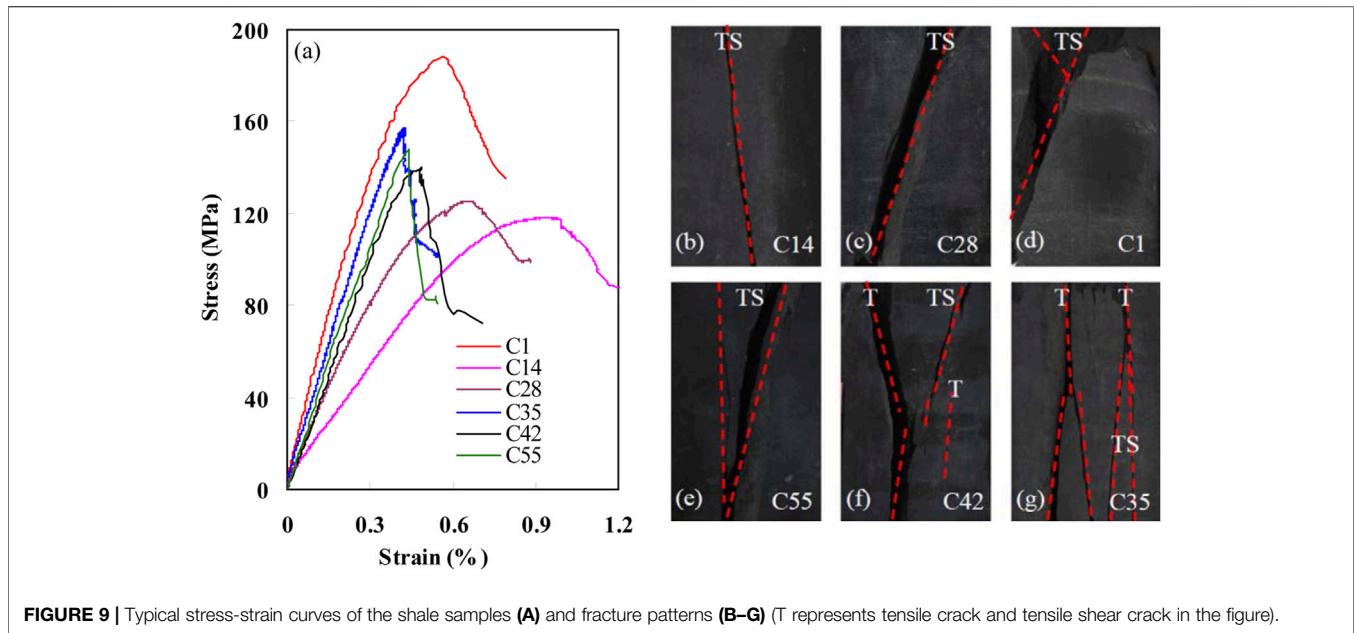 (a)
200
160
120
80
40
0
Stress (MPa)
0 0.3 0.6 0.9 1.2
Strain (%)
C1
C14
C28
C35
C42
C55
TS
(b) C14
TS
(c) C28
TS
(d) C1
TS
(e) C55
T TS
T
(f) C42
T T
TS
(g) C35
FIGURE 9 | Typical stress-strain curves of the shale samples (A) and fracture patterns (B–G) (T represents tensile crack and tensile shear crack in the figure).